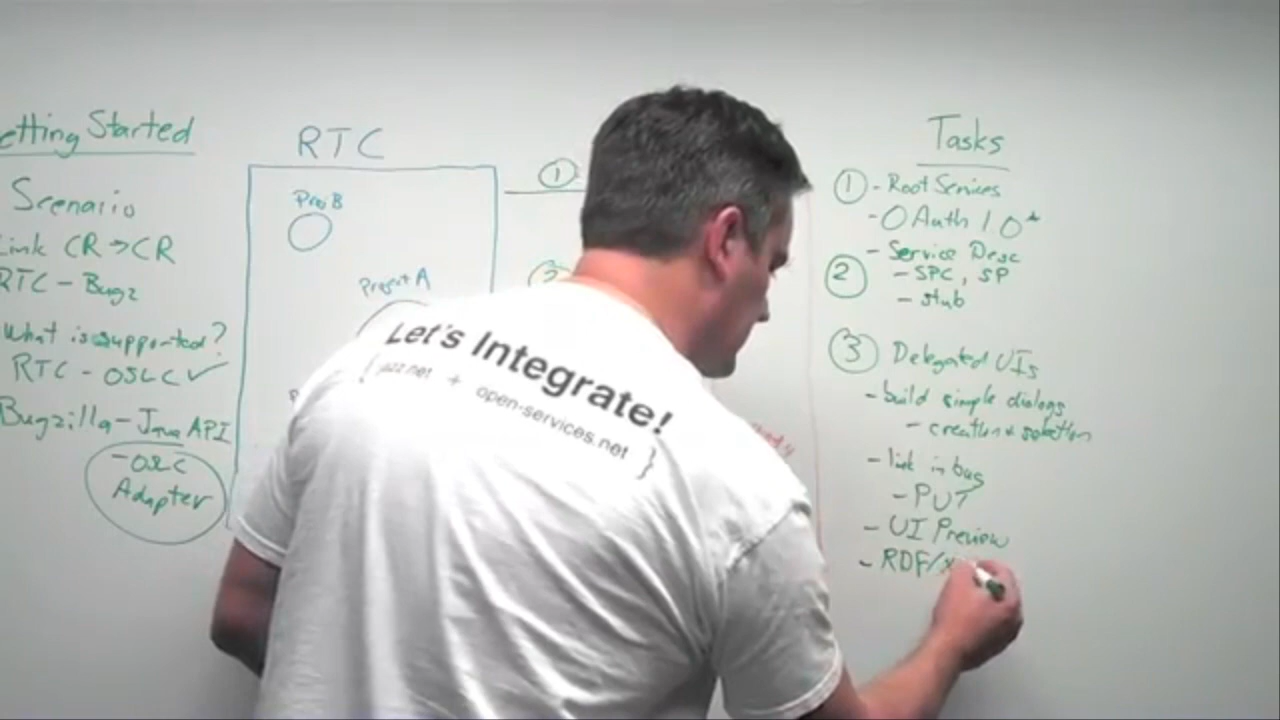 etting Started
Scenario
Link CR → CR
RTC - Bugz
What is supported?
RTC - OSLC ✓
Bugzilla - Java API
- OSLC
Adapter
RTC
Proj B
Project A
1
2
Let's Integrate!
{ jazz.net +
open-services.net }
Tasks
1 - Root Services
- OAuth 1.0*
- Service Desc
2 - SPC, SP
- stub
3 Delegated UIs
- build simple dialogs
- creation & selection
- link in bug
- PUT
- UI Preview
- RDF/x